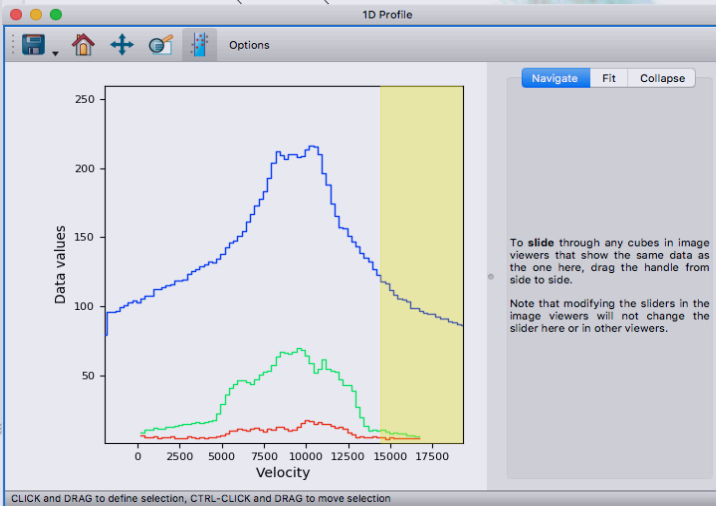 1D Profile
Options
Navigate Fit Collapse
250
200
150
100
50
Data values
0 2500 5000 7500 10000 12500 15000 17500
Velocity
To slide through any cubes in image
viewers that show the same data as
the one here, drag the handle from
side to side.
Note that modifying the sliders in the
image viewers will not change the
slider here or in other viewers.
CLICK and DRAG to define selection, CTRL-CLICK and DRAG to move selection